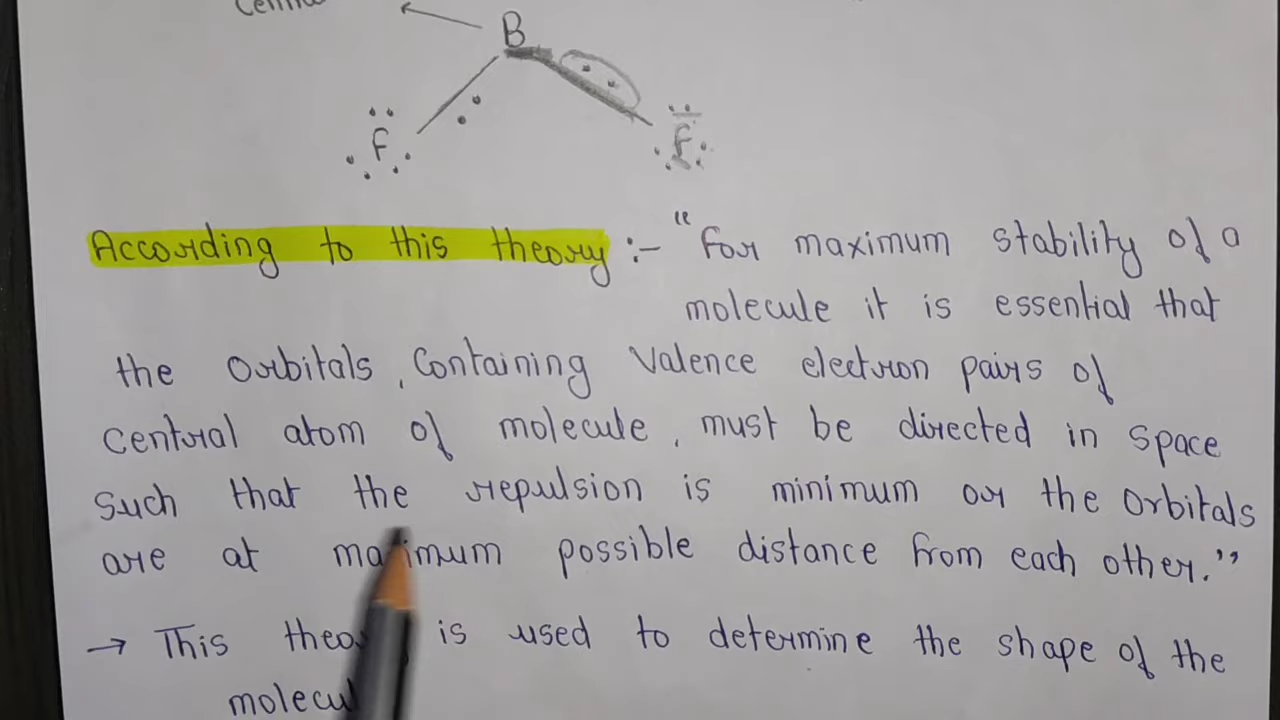 B
F F
According to this theory :- "For maximum stability of a
molecule it is essential that
the orbitals, containing valence electron pairs of
central atom of molecule, must be directed in space
such that the repulsion is minimum or the orbitals
are at maximum possible distance from each other."
→ This theory is used to determine the shape of the